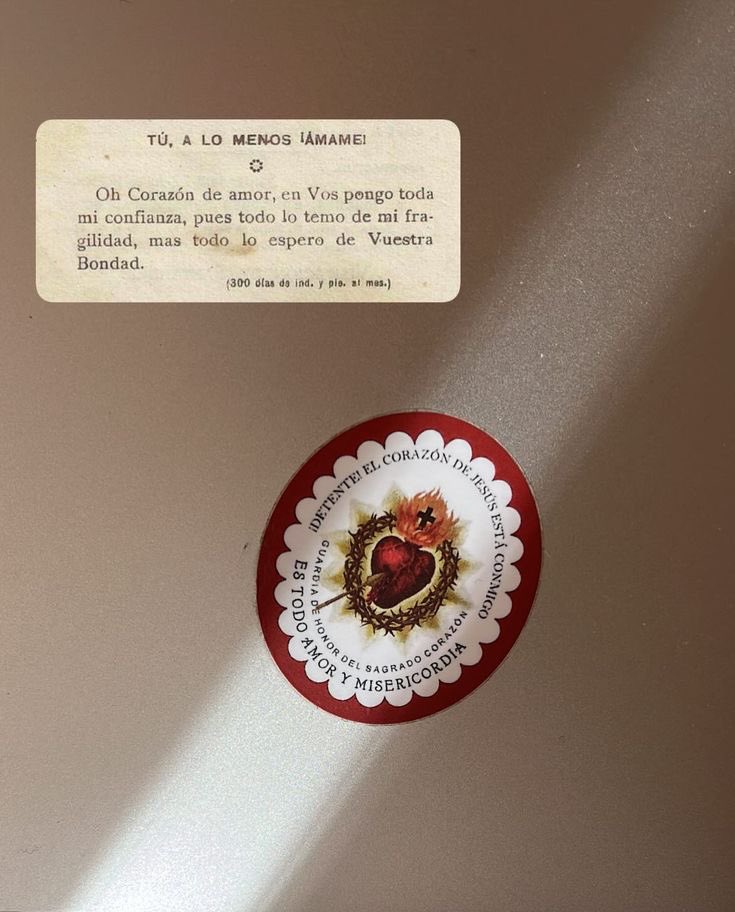 TÚ, A LO MENOS ¡ÁMAME!
Oh Corazón de amor, en Vos pongo toda
mi confianza, pues todo lo temo de mi fra-
gilidad, mas todo lo espero de Vuestra
Bondad.
(300 días de ind. y ple. al mes.)
¡DETENTE! EL CORAZÓN DE JESÚS ESTÁ CONMIGO
GUARDIA DE HONOR DEL SAGRADO CORAZÓN
ES TODO AMOR Y MISERICORDIA